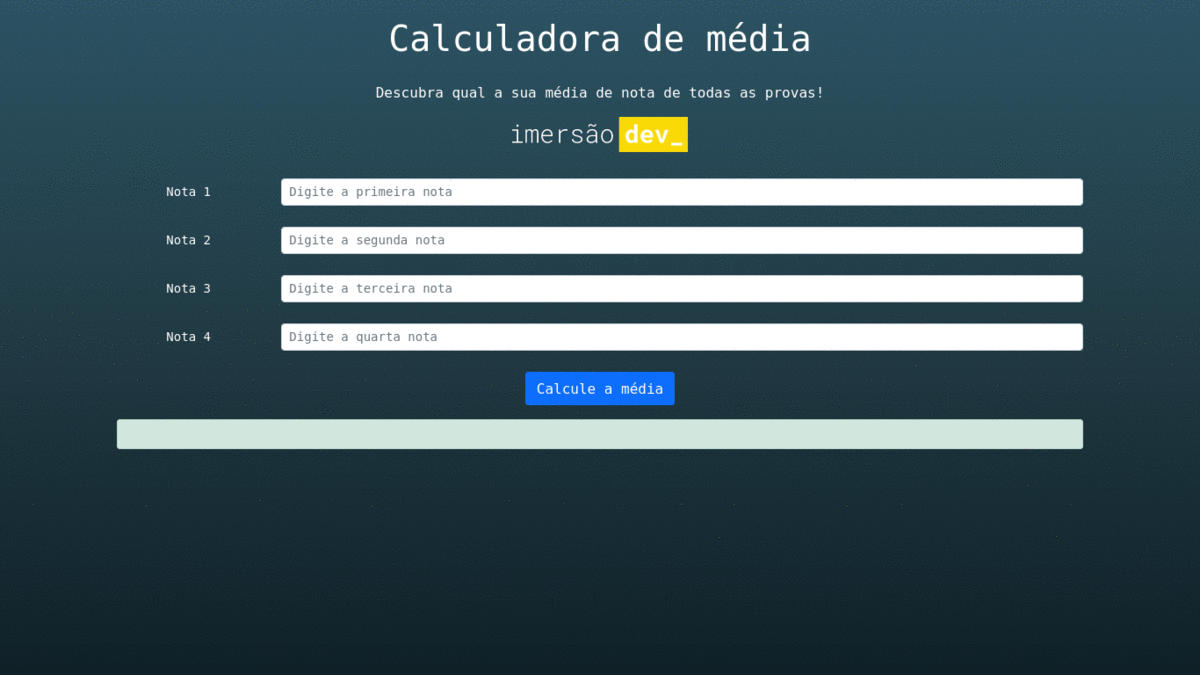 Calculadora de média
Descubra qual a sua média de nota de todas as provas!
imersão dev_
Nota 1 Digite a primeira nota
Nota 2 Digite a segunda nota
Nota 3 Digite a terceira nota
Nota 4 Digite a quarta nota
Calcule a média